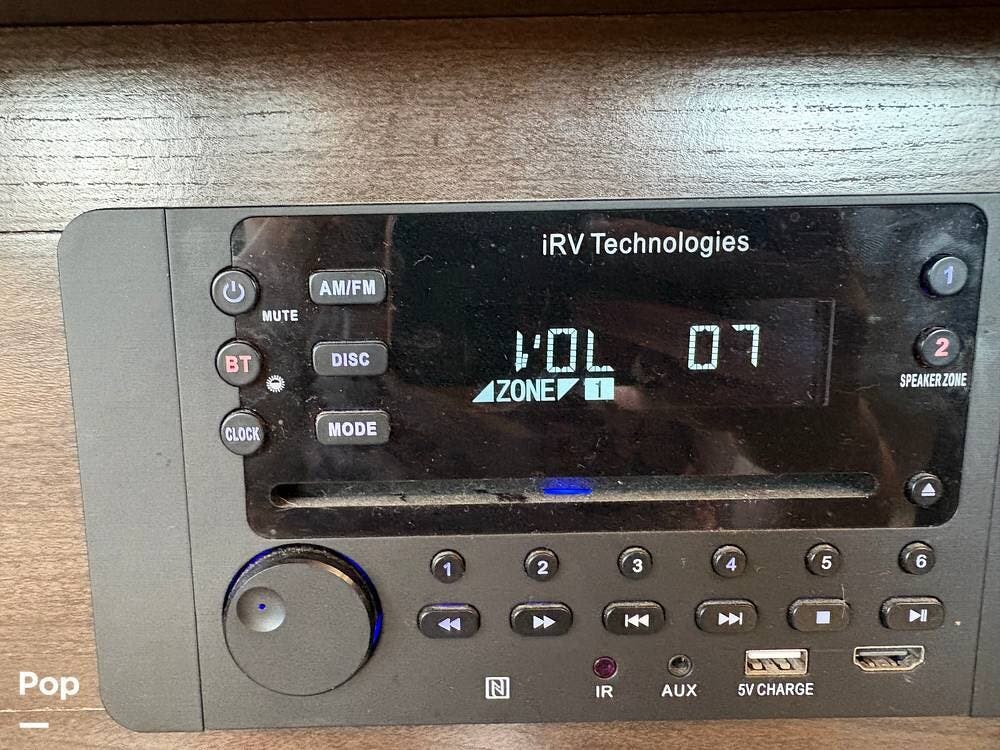 iRV Technologies
MUTE
AM/FM
1
BT
DISC
VOL 07
2
ZONE 1
SPEAKER ZONE
CLOCK
MODE
1 2 3 4 5 6
IR
AUX
5V CHARGE
Pop